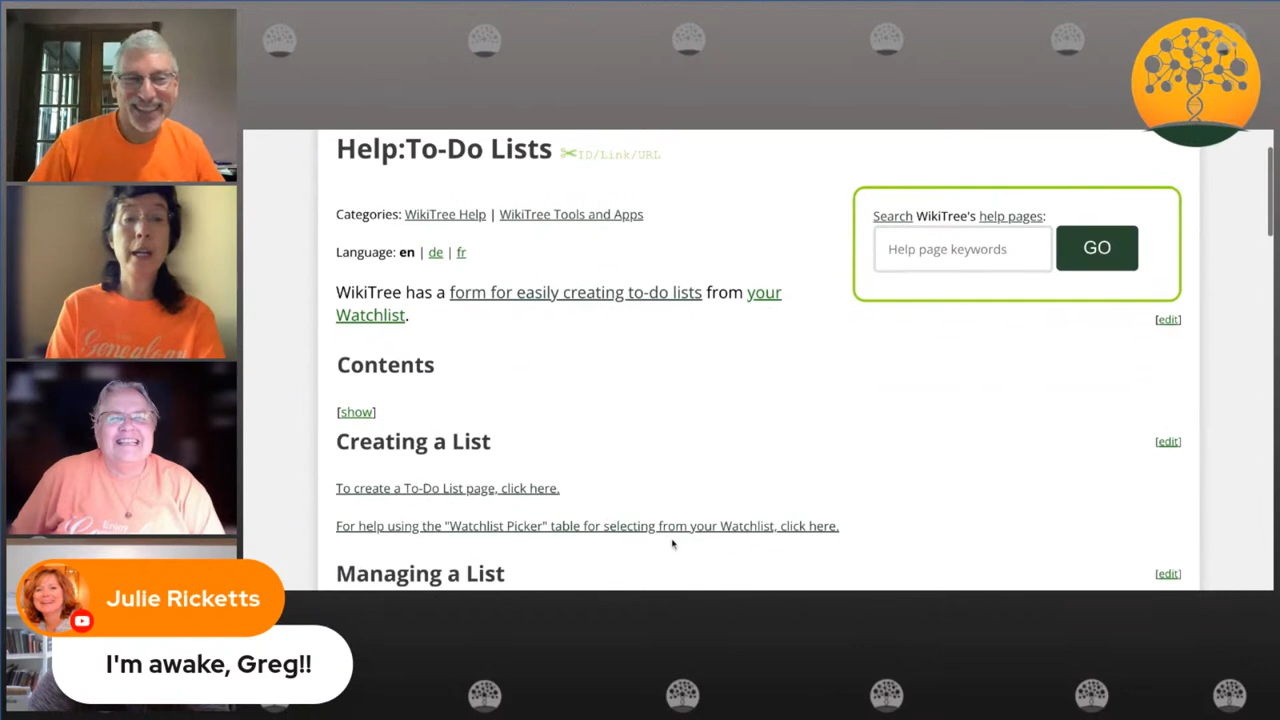 Help:To-Do Lists ID/Link/URL
Categories: WikiTree Help | WikiTree Tools and Apps
Search WikiTree's help pages:
Help page keywords GO
Language: en | de | fr
WikiTree has a form for easily creating to-do lists from your
Watchlist.
[edit]
Contents
[show]
Creating a List [edit]
To create a To-Do List page, click here.
For help using the "Watchlist Picker" table for selecting from your Watchlist, click here.
Managing a List [edit]
Genealogy
Enjoy
Julie Ricketts
I'm awake, Greg!!